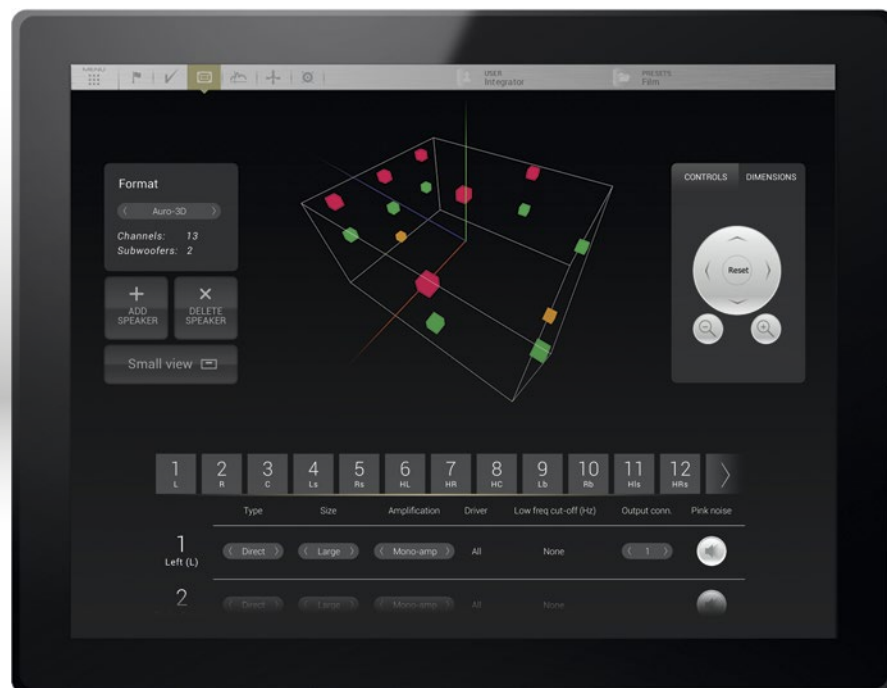 MENU
USER
Integrator
PRESETS
Film
Format
Auro-3D
Channels: 13
Subwoofers: 2
ADD
SPEAKER
DELETE
SPEAKER
Small view
CONTROLS DIMENSIONS
Reset
1 2 3 4 5 6 7 8 9 10 11 12
L R C Ls Rs HL HR HC Lb Rb Hls HRs
Type Size Amplification Driver Low freq cut-off (Hz) Output conn. Pink noise
1
Left (L)
Direct Large Mono-amp All None 1
2
Direct Large Mono-amp All None